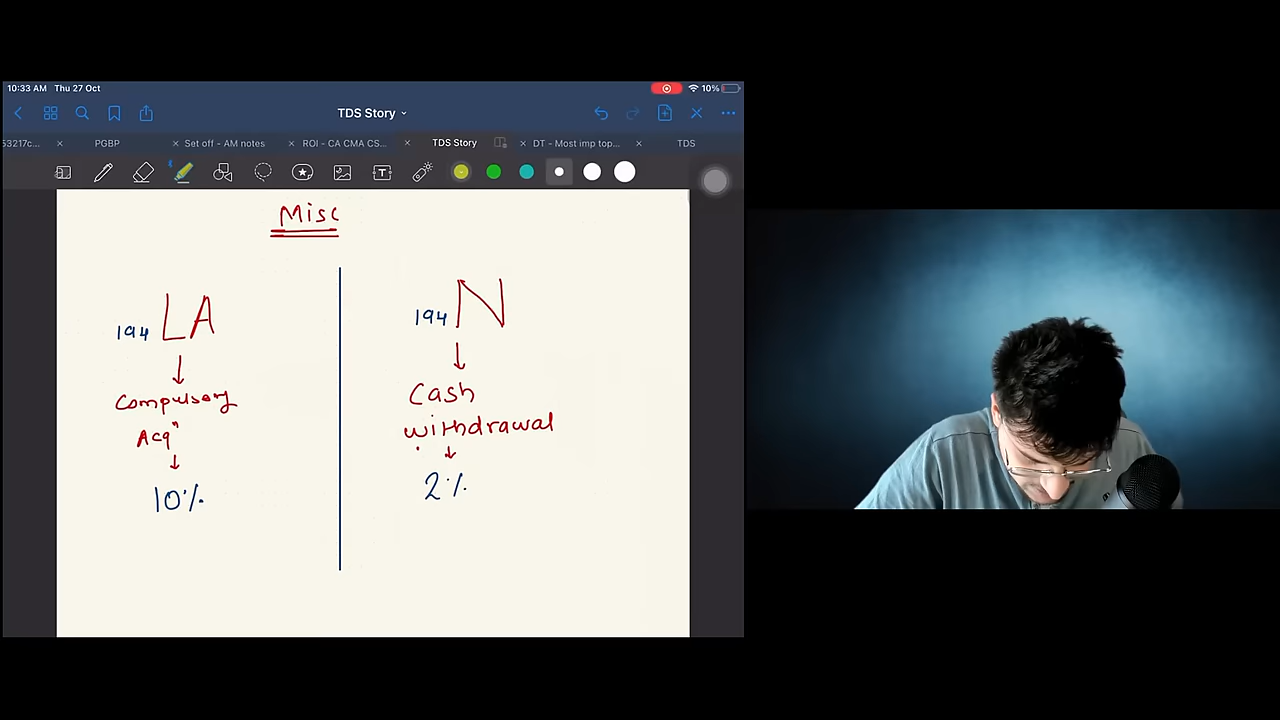 10:33 AM Thu 27 Oct
10%
TDS Story
53217c...
PGBP
Set off - AM notes
ROI - CA CMA CS...
TDS Story
DT - Most imp top...
TDS
Misc
194 LA
Compulsory
Acqⁿ
10%
194 N
Cash
withdrawal
2%